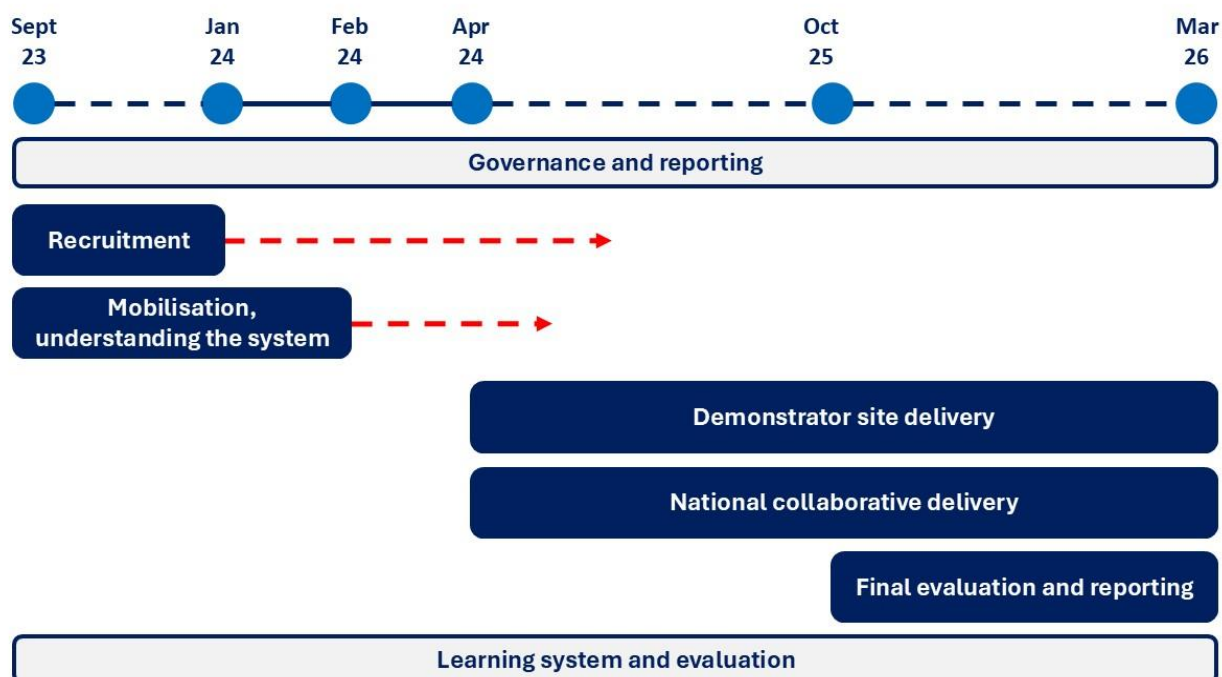 Sept Jan Feb Apr Oct Mar
23 24 24 24 25 26
Governance and reporting
Recruitment
Mobilisation,
understanding the system
Demonstrator site delivery
National collaborative delivery
Final evaluation and reporting
Learning system and evaluation